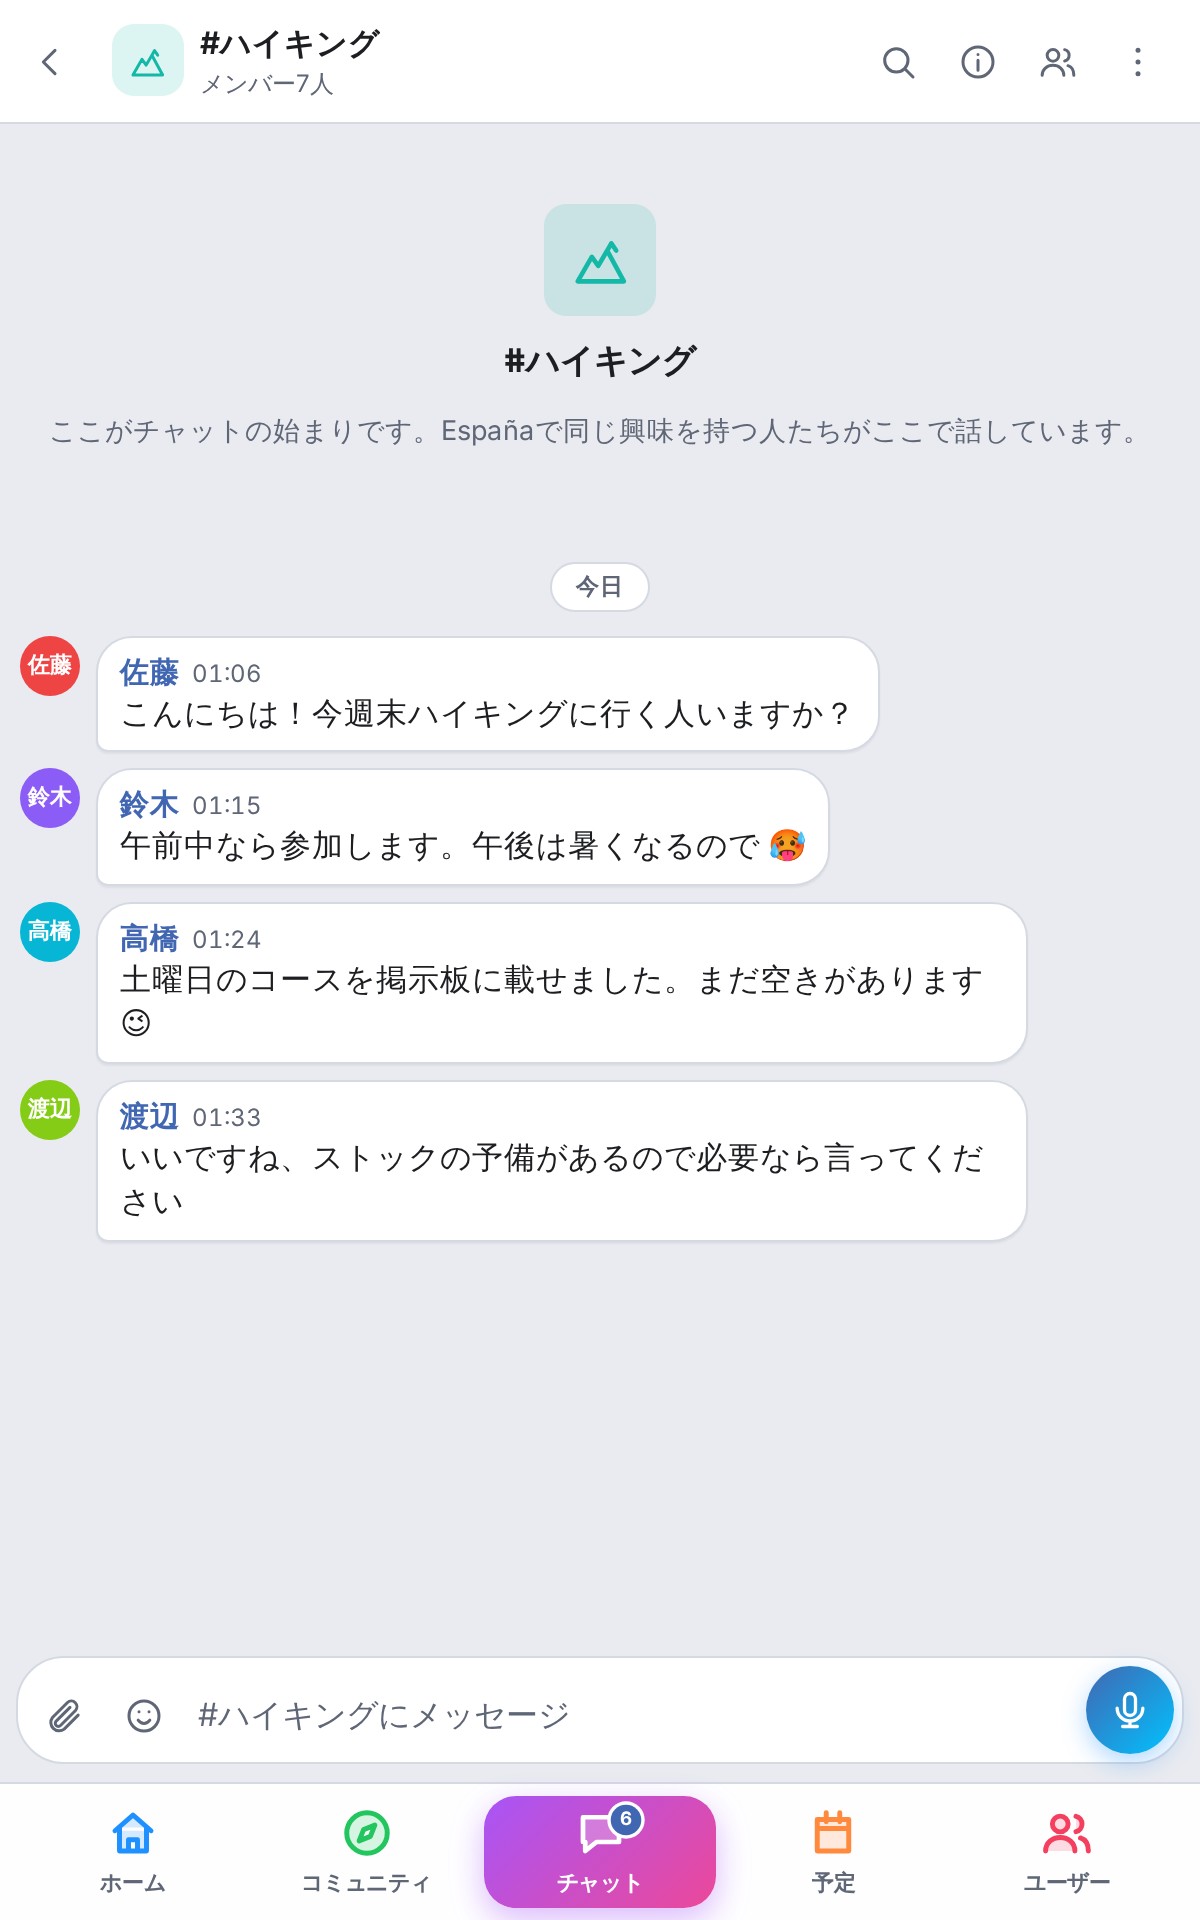 #ハイキング
メンバー7人
#ハイキング
ここがチャットの始まりです。Españaで同じ興味を持つ人たちがここで話しています。
今日
佐藤
佐藤 01:06
こんにちは！今週末ハイキングに行く人いますか？
鈴木
鈴木 01:15
午前中なら参加します。午後は暑くなるので 🥵
高橋
高橋 01:24
土曜日のコースを掲示板に載せました。まだ空きがあります
😉
渡辺
渡辺 01:33
いいですね、ストックの予備があるので必要なら言ってくだ
さい
#ハイキングにメッセージ
6
ホーム
コミュニティ
チャット
予定
ユーザー